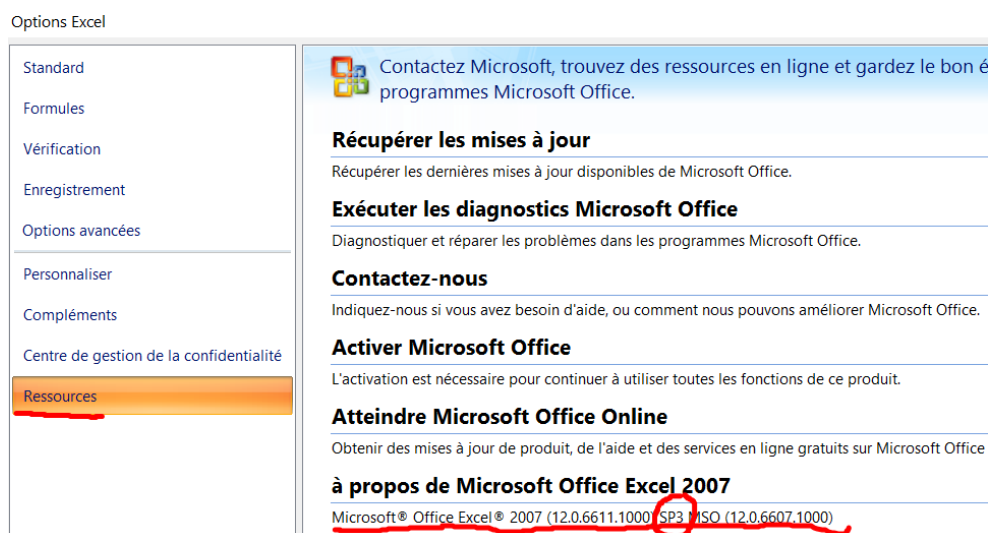 Options Excel
Standard
Formules
Vérification
Enregistrement
Options avancées
Personnaliser
Compléments
Centre de gestion de la confidentialité
Ressources
Contactez Microsoft, trouvez des ressources en ligne et gardez le bon é
programmes Microsoft Office.
Récupérer les mises à jour
Récupérer les dernières mises à jour disponibles de Microsoft Office.
Exécuter les diagnostics Microsoft Office
Diagnostiquer et réparer les problèmes dans les programmes Microsoft Office.
Contactez-nous
Indiquez-nous si vous avez besoin d'aide, ou comment nous pouvons améliorer Microsoft Office.
Activer Microsoft Office
L'activation est nécessaire pour continuer à utiliser toutes les fonctions de ce produit.
Atteindre Microsoft Office Online
Obtenir des mises à jour de produit, de l'aide et des services en ligne gratuits sur Microsoft Office
à propos de Microsoft Office Excel 2007
Microsoft® Office Excel® 2007 (12.0.6611.1000) SP3 MSO (12.0.6607.1000)